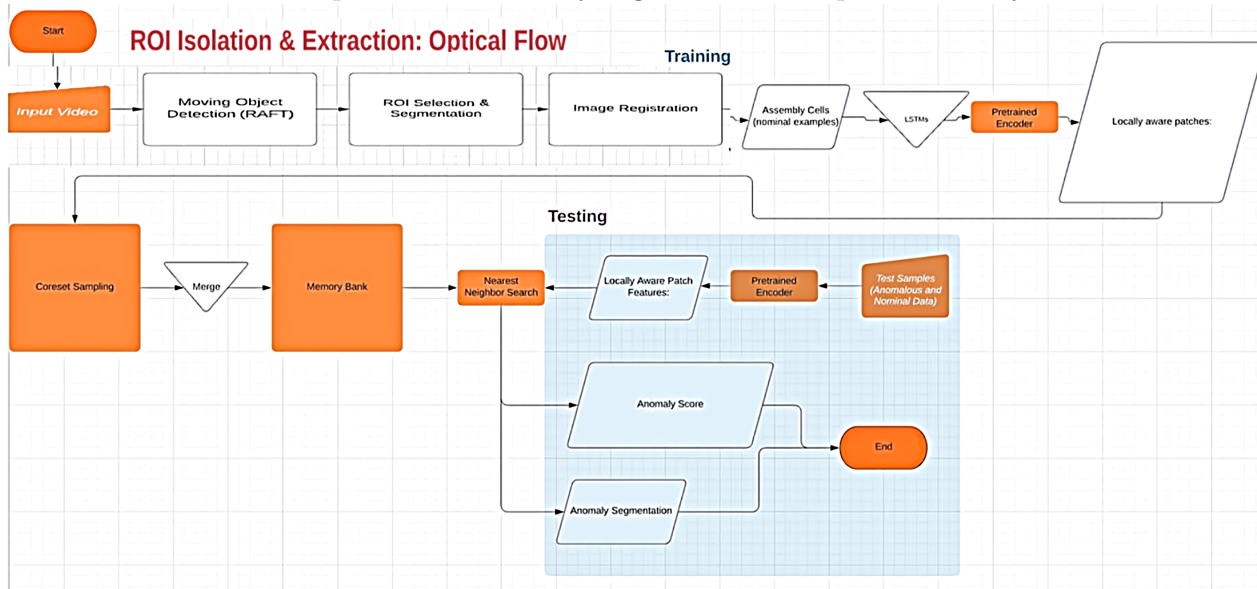 Start
ROI Isolation & Extraction: Optical Flow
Training
Input Video
Moving Object
Detection (RAFT)
ROI Selection &
Segmentation
Image Registration
Assembly Cells
(nominal examples)
LSTMs
Pretrained
Encoder
Locally aware patches:
Testing
Coreset Sampling
Merge
Memory Bank
Nearest
Neighbor Search
Locally Aware Patch
Features:
Pretrained
Encoder
Test Samples
(Anomalous and
Nominal Data)
Anomaly Score
End
Anomaly Segmentation